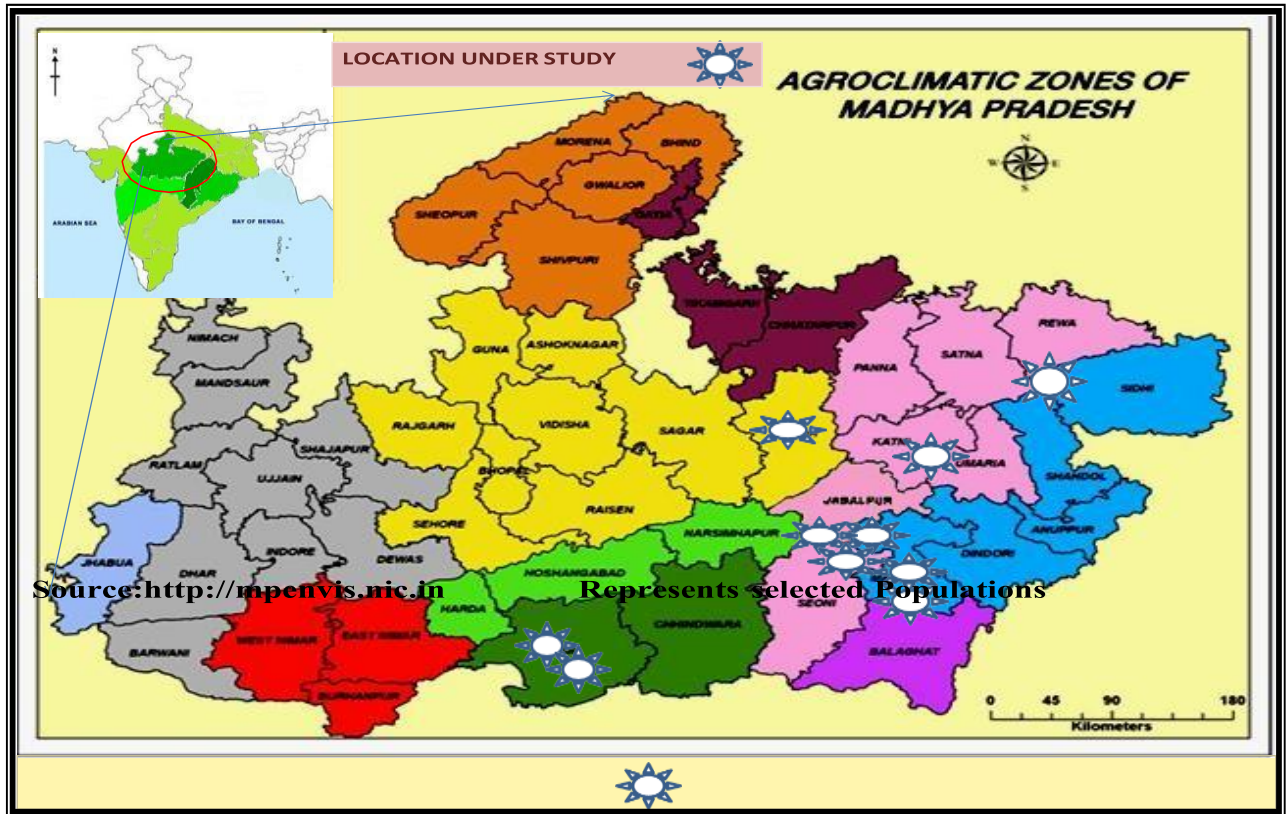 N
LOCATION UNDER STUDY
AGROCLIMATIC ZONES OF
MADHYA PRADESH
N
W
E
S
ARABIAN SEA
BAY OF BENGAL
MORENA
BHIND
GWALIOR
DATIA
SHEOPUR
SHIVPURI
TIKAMGARH
CHHATARPUR
REWA
NIMACH
GUNA
ASHOKNAGAR
PANNA
SATNA
SIDHI
MANDSAUR
RAJGARH
VIDISHA
SAGAR
SHAJAPUR
KATNI
UMARIA
RATLAM
UJJAIN
BHOPAL
SHAHDOL
JABALPUR
RAISEN
SEHORE
NARSIMHAPUR
ANUPPUR
INDORE
DEWAS
DINDORI
JHABUA
DHAR
HOSHANGABAD
Source:http://mpenvis.nic.in
Represents selected Populations
HARDA
SEONI
CHHINDWARA
WEST NIMAR
EAST NIMAR
BARWANI
BALAGHAT
BURHANPUR
0 45 90 180
Kilometers